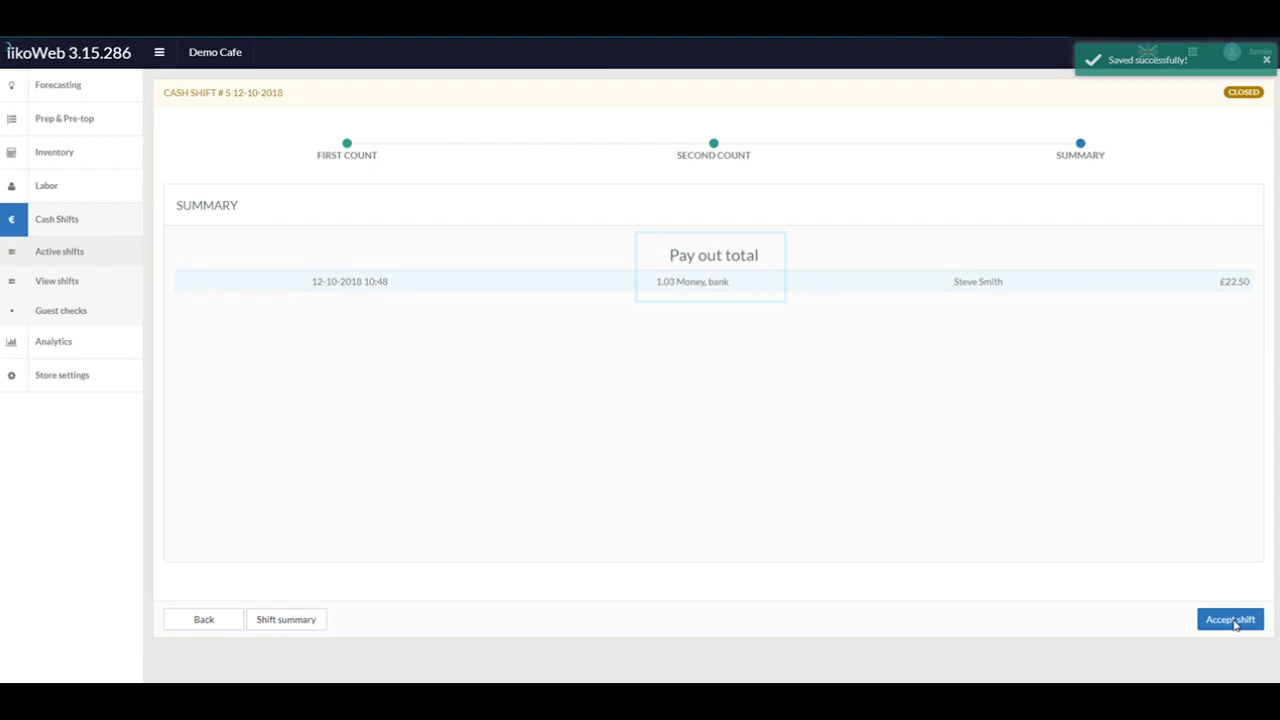 iikoWeb 3.15.286
Demo Cafe
Jamie
Saved successfully!
Forecasting
Prep & Pre-top
Inventory
Labor
Cash Shifts
Active shifts
View shifts
Guest checks
Analytics
Store settings
CASH SHIFT # 5 12-10-2018
CLOSED
FIRST COUNT
SECOND COUNT
SUMMARY
SUMMARY
Pay out total
12-10-2018 10:48 1.03 Money, bank Steve Smith £22.50
Back
Shift summary
Accept shift